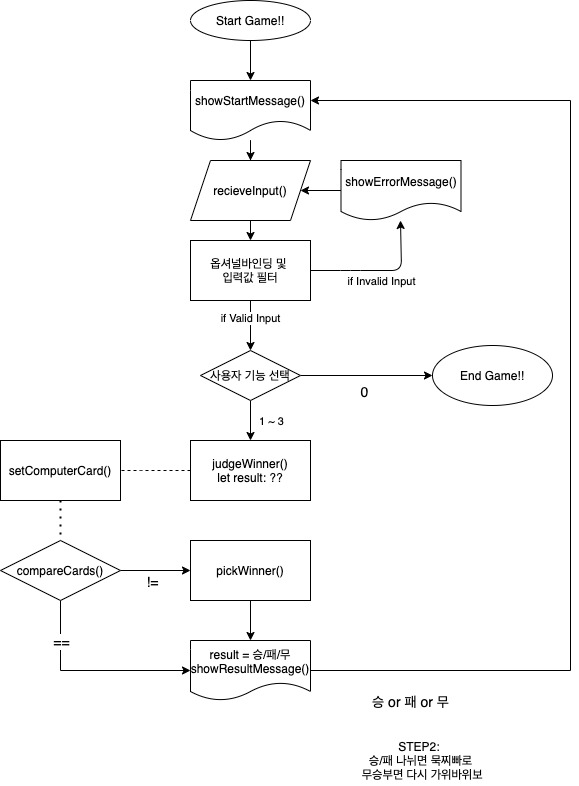 Start Game!!
showStartMessage()
recieveInput()
showErrorMessage()
옵셔널바인딩 및
입력값 필터
if Invalid Input
if Valid Input
사용자 기능 선택
0
End Game!!
1 ~ 3
setComputerCard()
judgeWinner()
let result: ??
compareCards()
!=
pickWinner()
==
result = 승/패/무
showResultMessage()
승 or 패 or 무
STEP2:
승/패 나뉘면 묵찌빠로
무승부면 다시 가위바위보